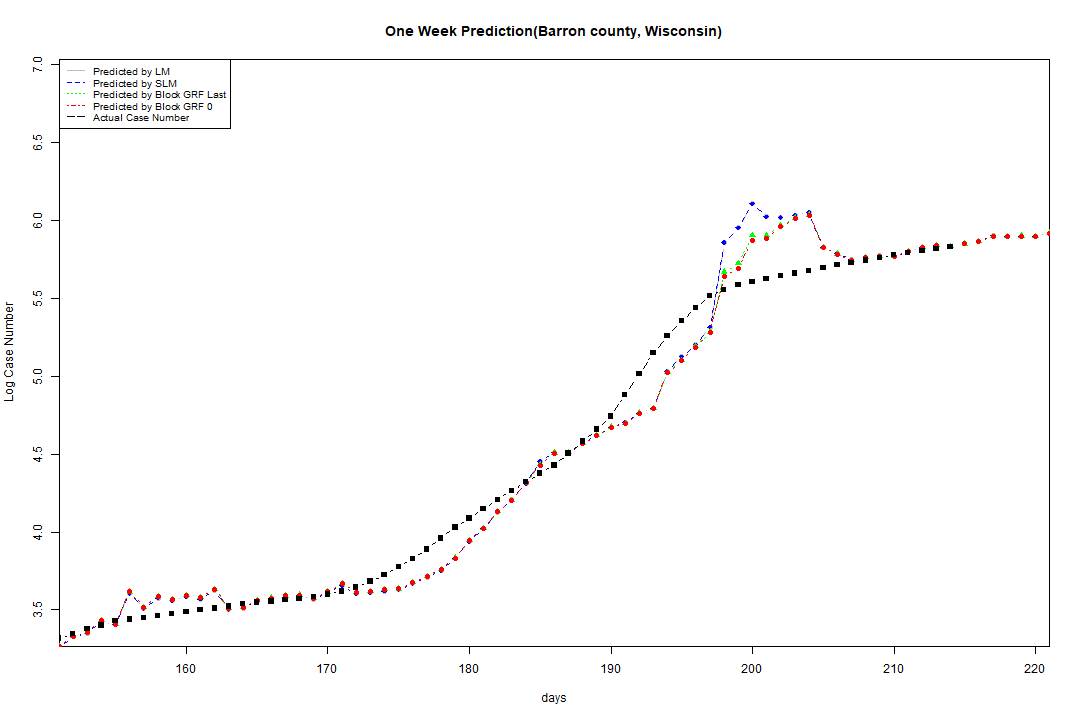 One Week Prediction(Barron county, Wisconsin)
7.0
6.5
6.0
5.5
5.0
4.5
4.0
3.5
Log Case Number
Predicted by LM
Predicted by SLM
Predicted by Block GRF Last
Predicted by Block GRF 0
Actual Case Number
160 170 180 190 200 210 220
days